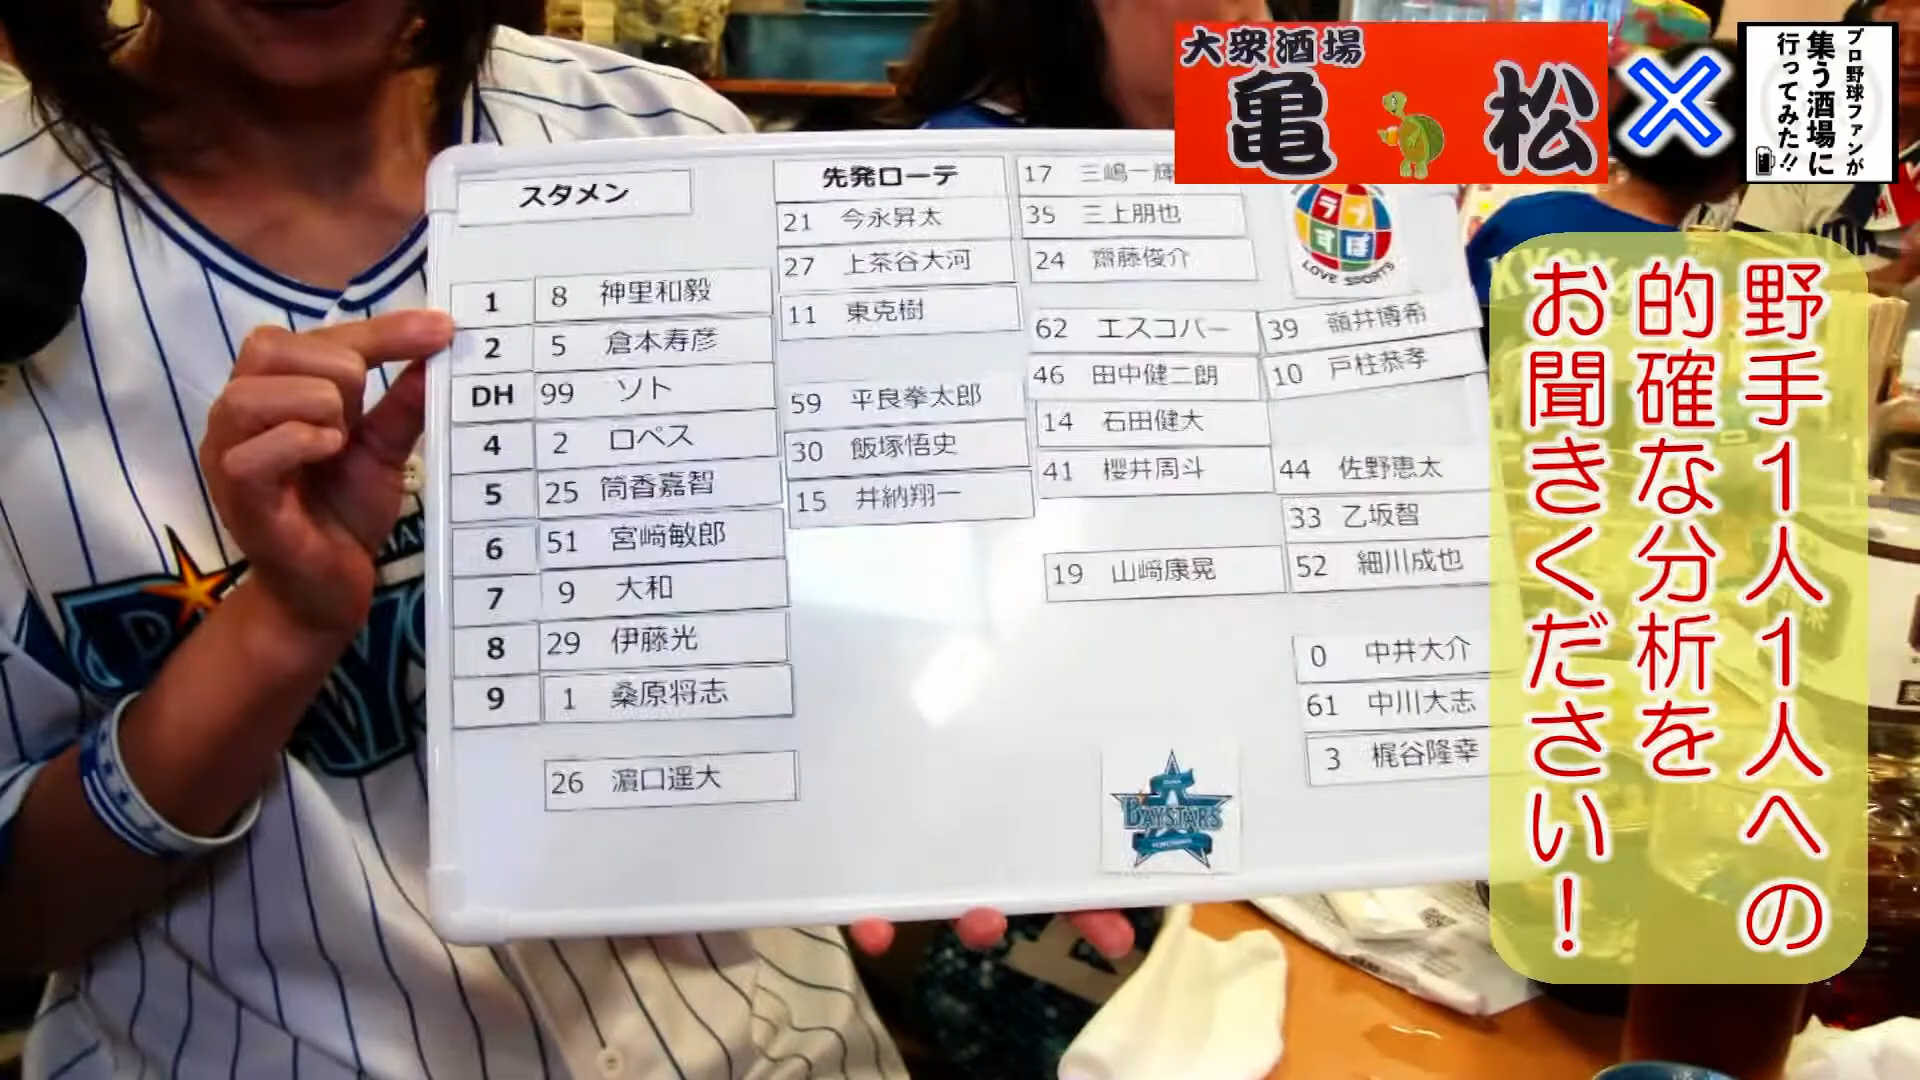 大衆酒場
亀松
×
プロ野球ファンが
集う酒場に
行ってみた!!
野手1人1人への
的確な分析を
お聞きください!
スタメン
1 8 神里和毅
2 5 倉本寿彦
DH 99 ソト
4 2 ロペス
5 25 筒香嘉智
6 51 宮﨑敏郎
7 9 大和
8 29 伊藤光
9 1 桑原将志
26 濵口遥大
先発ローテ
21 今永昇太
27 上茶谷大河
11 東克樹
59 平良拳太郎
30 飯塚悟史
15 井納翔一
17 三嶋一輝
35 三上朋也
24 齋藤俊介
62 エスコバー
46 田中健二朗
14 石田健大
41 櫻井周斗
19 山﨑康晃
39 嶺井博希
10 戸柱恭孝
44 佐野恵太
33 乙坂智
52 細川成也
0 中井大介
61 中川大志
3 梶谷隆幸
ラブ
すぽ
LOVE SPORTS
BAYSTARS